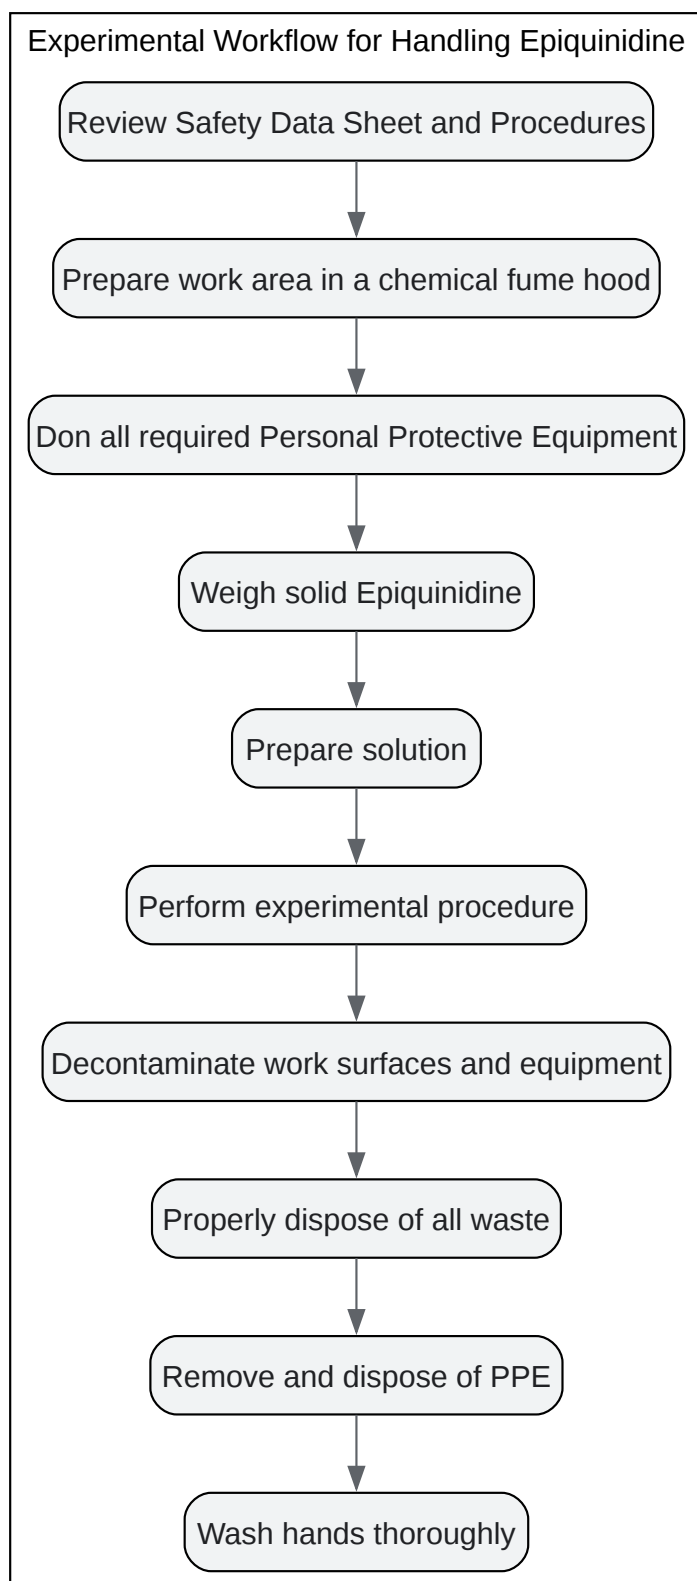 Experimental Workflow for Handling Epiquinidine
Review Safety Data Sheet and Procedures
Prepare work area in a chemical fume hood
Don all required Personal Protective Equipment
Weigh solid Epiquinidine
Prepare solution
Perform experimental procedure
Decontaminate work surfaces and equipment
Properly dispose of all waste
Remove and dispose of PPE
Wash hands thoroughly